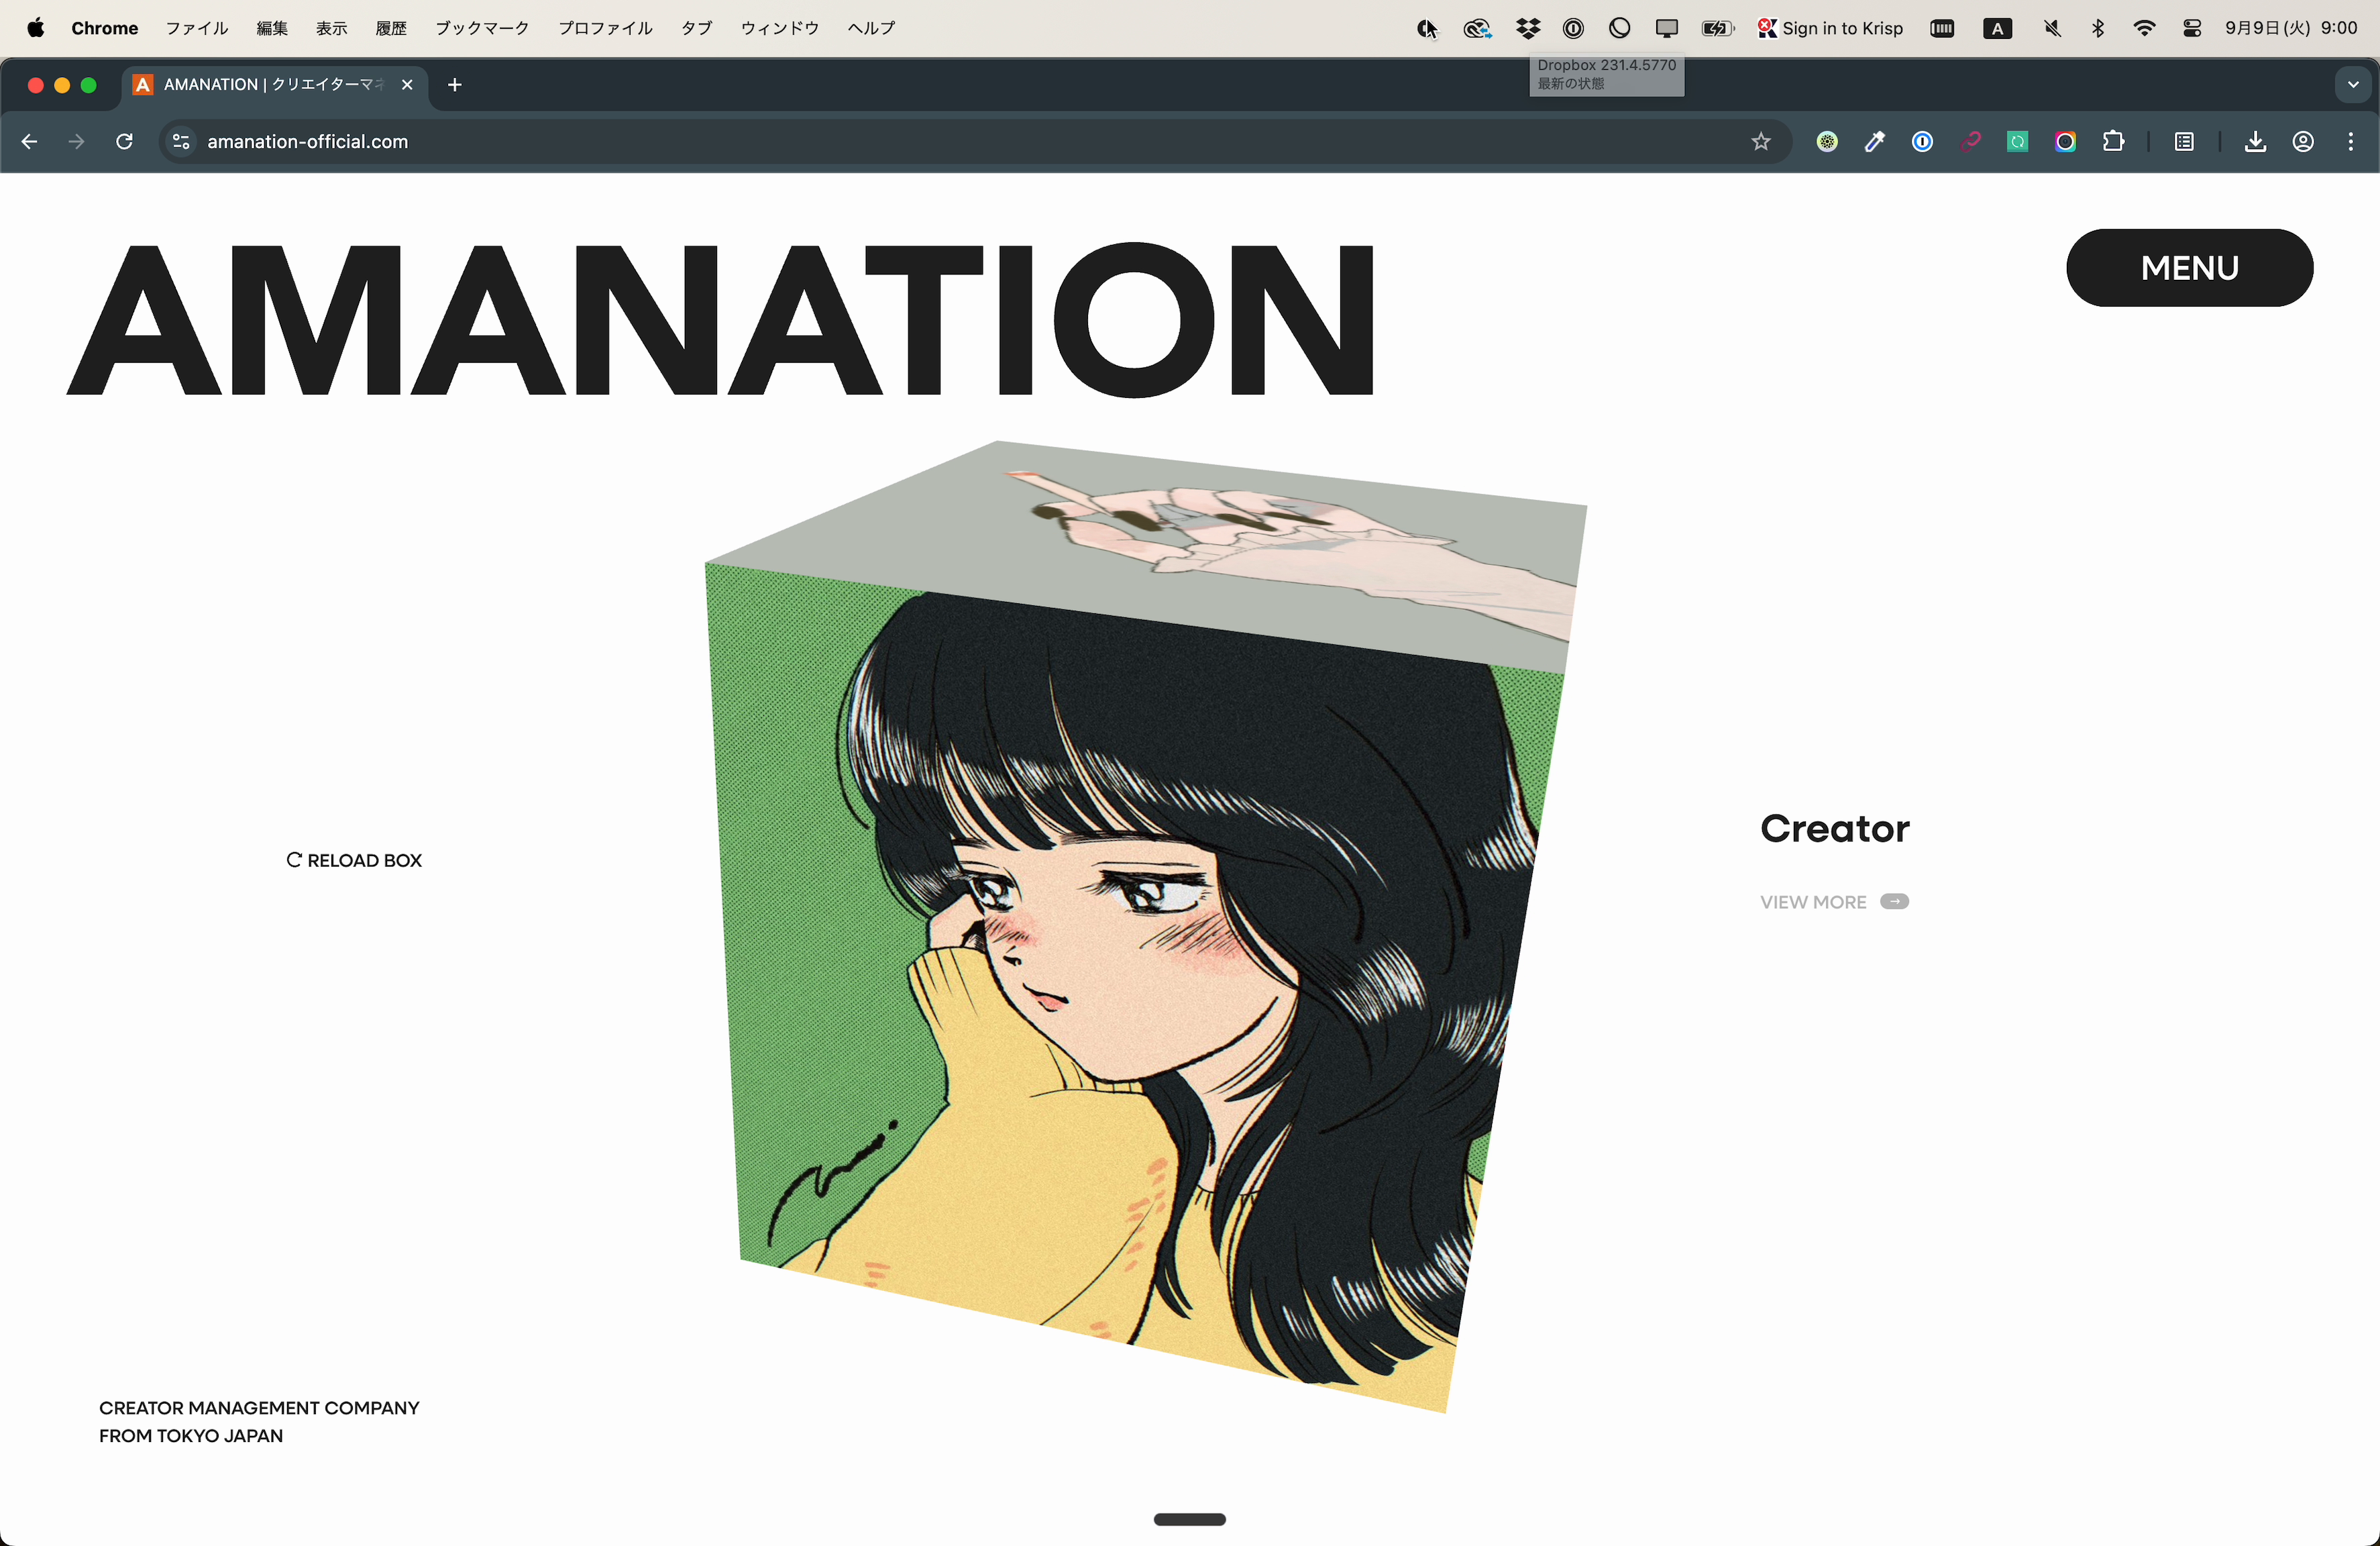 Chrome ファイル 編集 表示 履歴 ブックマーク プロファイル タブ ウィンドウ ヘルプ A Sign in to Krisp 9月9日(火) 9:00
Dropbox 231.4.5770
最新の状態
AMANATION | クリエイターマネ
amanation-official.com
AMANATION
MENU
Creator
RELOAD BOX
VIEW MORE
CREATOR MANAGEMENT COMPANY
FROM TOKYO JAPAN